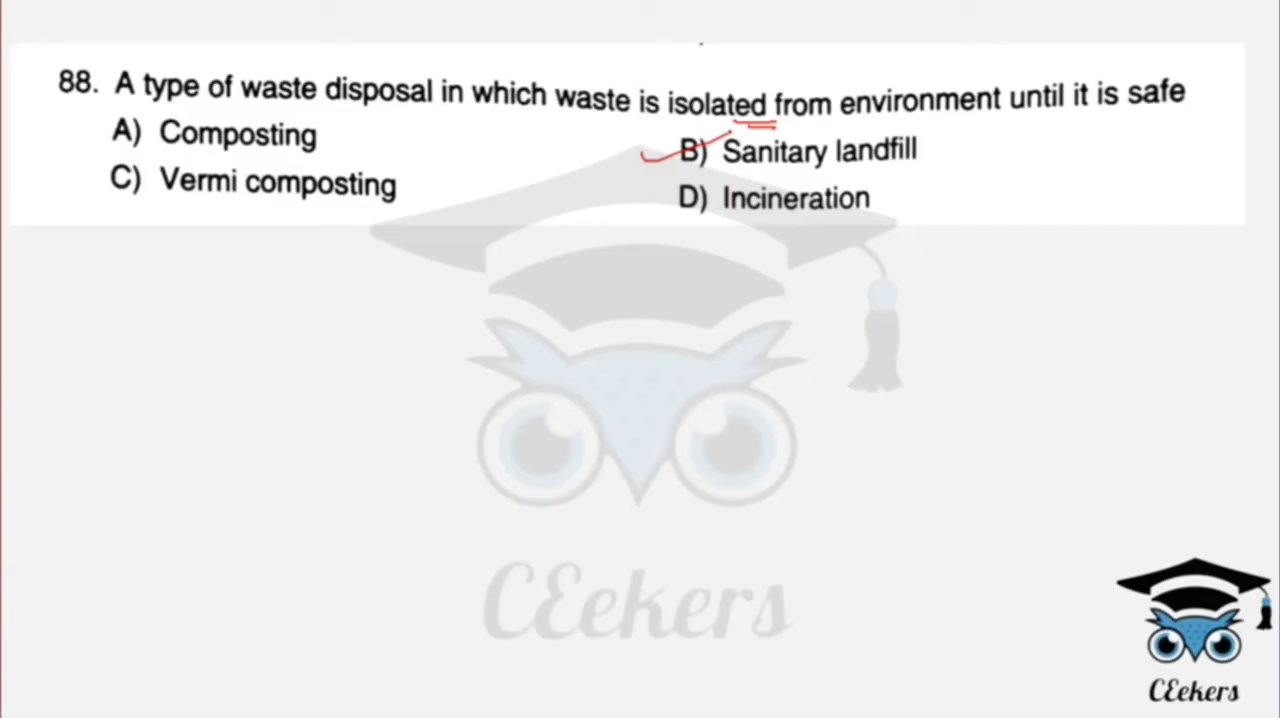 88. A type of waste disposal in which waste is isolated from environment until it is safe
A) Composting
B) Sanitary landfill
C) Vermi composting
D) Incineration
CEekers
CEekers